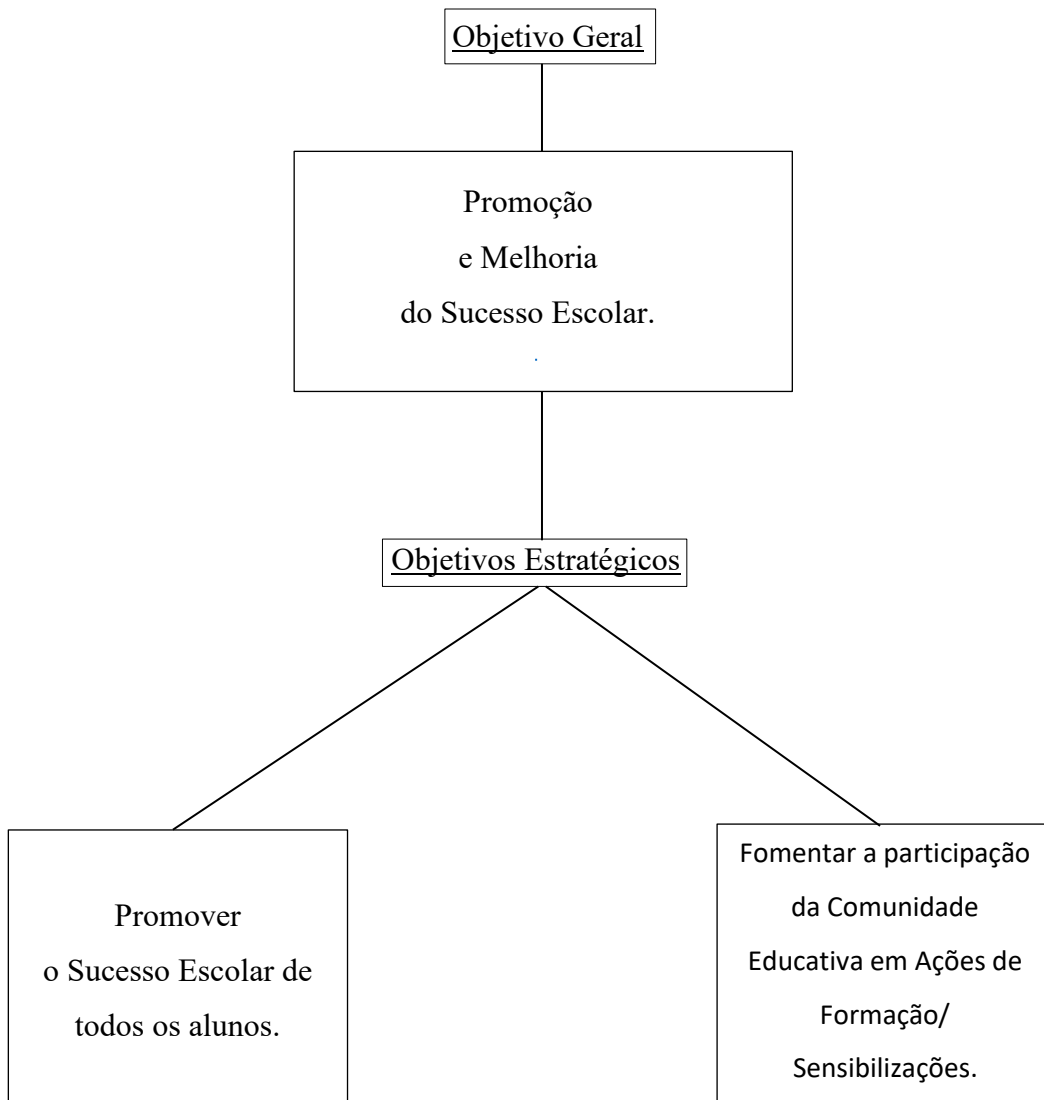 Objetivo Geral
Promoção
e Melhoria
do Sucesso Escolar.
.
Objetivos Estratégicos
Promover
o Sucesso Escolar de
todos os alunos.
Fomentar a participação
da Comunidade
Educativa em Ações de
Formação/
Sensibilizações.